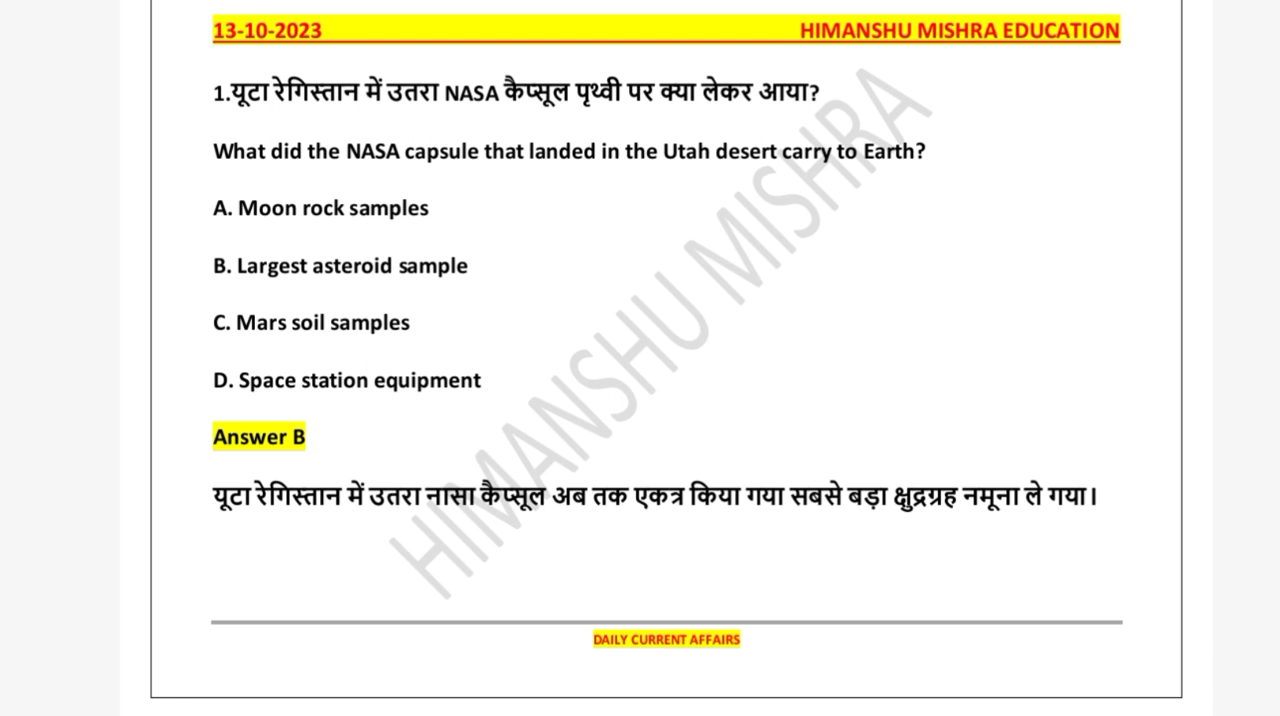 13-10-2023 HIMANSHU MISHRA EDUCATION
1.यूटा रेगिस्तान में उतरा NASA कैप्सूल पृथ्वी पर क्या लेकर आया?
What did the NASA capsule that landed in the Utah desert carry to Earth?
A. Moon rock samples
B. Largest asteroid sample
C. Mars soil samples
D. Space station equipment
Answer B
यूटा रेगिस्तान में उतरा नासा कैप्सूल अब तक एकत्र किया गया सबसे बड़ा क्षुद्रग्रह नमूना ले गया।
HIMANSHU MISHRA
DAILY CURRENT AFFAIRS